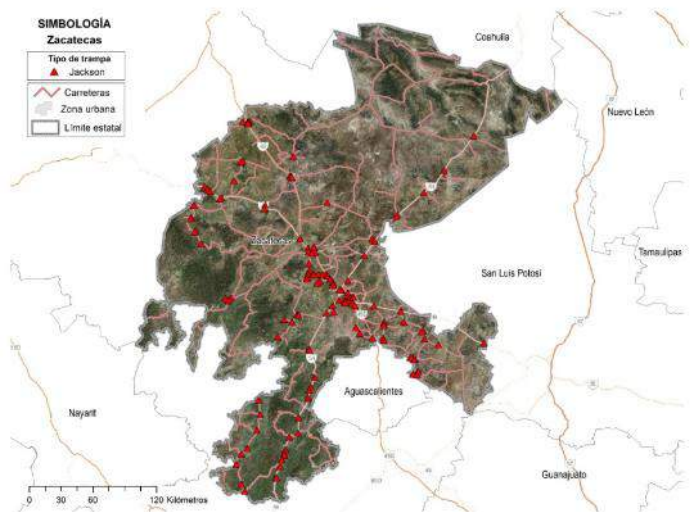 SIMBOLOGÍA
Zacatecas
Tipo de trampa
Jackson
Carreteras
Zona urbana
Límite estatal
Coahuila
Nuevo León
Tamaulipas
San Luis Potosí
Zacatecas
Aguascalientes
Nayarit
Guanajuato
0 30 60 120 Kilómetros